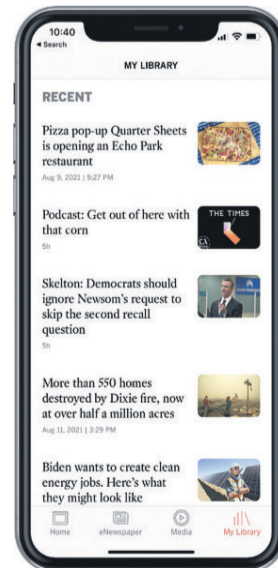 10:40
◀ Search
MY LIBRARY
RECENT
Pizza pop-up Quarter Sheets
is opening an Echo Park
restaurant
Aug 9, 2021 | 5:27 PM
Podcast: Get out of here with
that corn
5h
THE TIMES
Skelton: Democrats should
ignore Newsom's request to
skip the second recall
question
5h
More than 550 homes
destroyed by Dixie fire, now
at over half a million acres
Aug 11, 2021 | 3:29 PM
Biden wants to create clean
energy jobs. Here's what
they might look like
Home
eNewspaper
Media
My Library